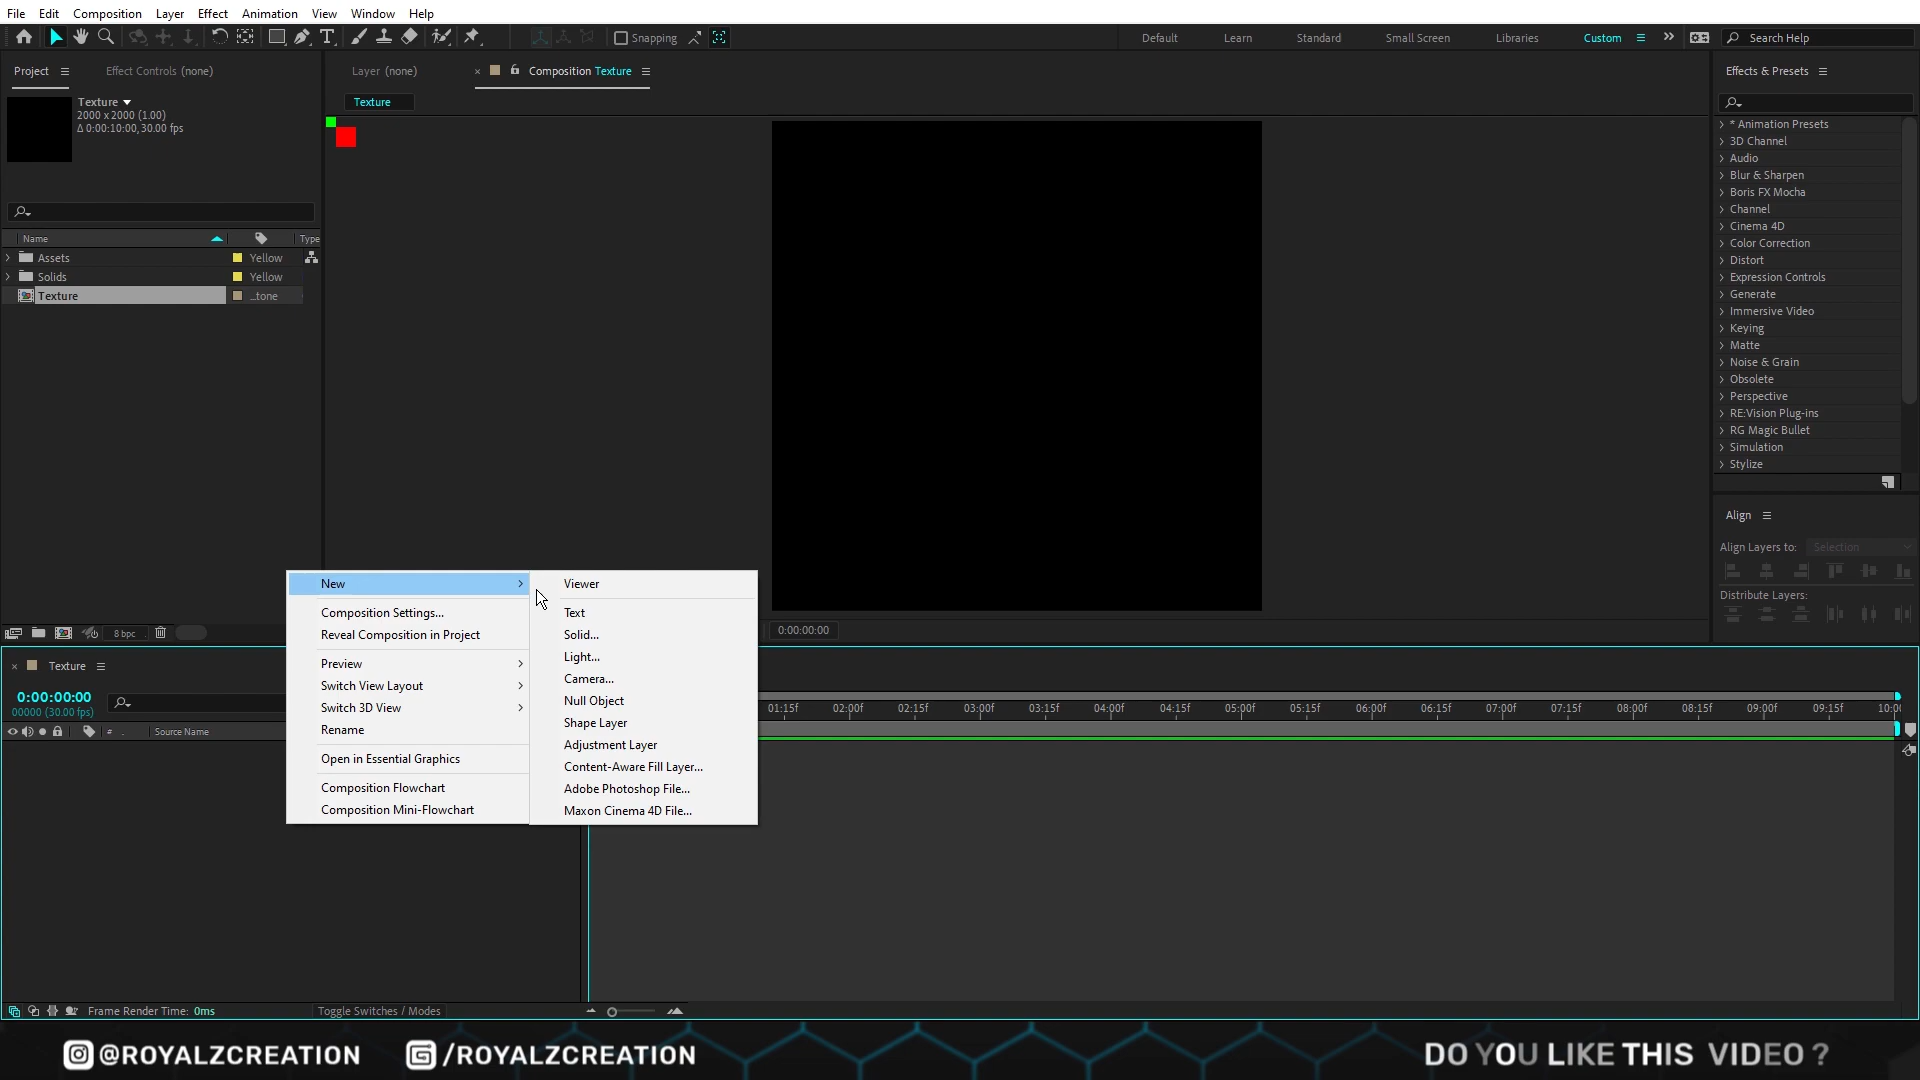 File Edit Composition Layer Effect Animation View Window Help
Snapping
Default Learn Standard Small Screen Libraries Custom
Search Help
Project Effect Controls (none)
Texture
2000 x 2000 (1.00)
Δ 0:00:10:00, 30.00 fps
Name Type
Assets Yellow
Solids Yellow
Texture ...tone
8 bpc
Layer (none) Composition Texture
Texture
0:00:00:00
Effects & Presets
* Animation Presets
3D Channel
Audio
Blur & Sharpen
Boris FX Mocha
Channel
Cinema 4D
Color Correction
Distort
Expression Controls
Generate
Immersive Video
Keying
Matte
Noise & Grain
Obsolete
Perspective
RE:Vision Plug-ins
RG Magic Bullet
Simulation
Stylize
Align
Align Layers to: Selection
Distribute Layers:
New
Composition Settings...
Reveal Composition in Project
Preview
Switch View Layout
Switch 3D View
Rename
Open in Essential Graphics
Composition Flowchart
Composition Mini-Flowchart
Viewer
Text
Solid...
Light...
Camera...
Null Object
Shape Layer
Adjustment Layer
Content-Aware Fill Layer...
Adobe Photoshop File...
Maxon Cinema 4D File...
Texture
0:00:00:00
00000 (30.00 fps)
# . Source Name
01:15f 02:00f 02:15f 03:00f 03:15f 04:00f 04:15f 05:00f 05:15f 06:00f 06:15f 07:00f 07:15f 08:00f 08:15f 09:00f 09:15f 10:00
Frame Render Time: 0ms
Toggle Switches / Modes
@ROYALZCREATION /ROYALZCREATION
DO YOU LIKE THIS VIDEO ?